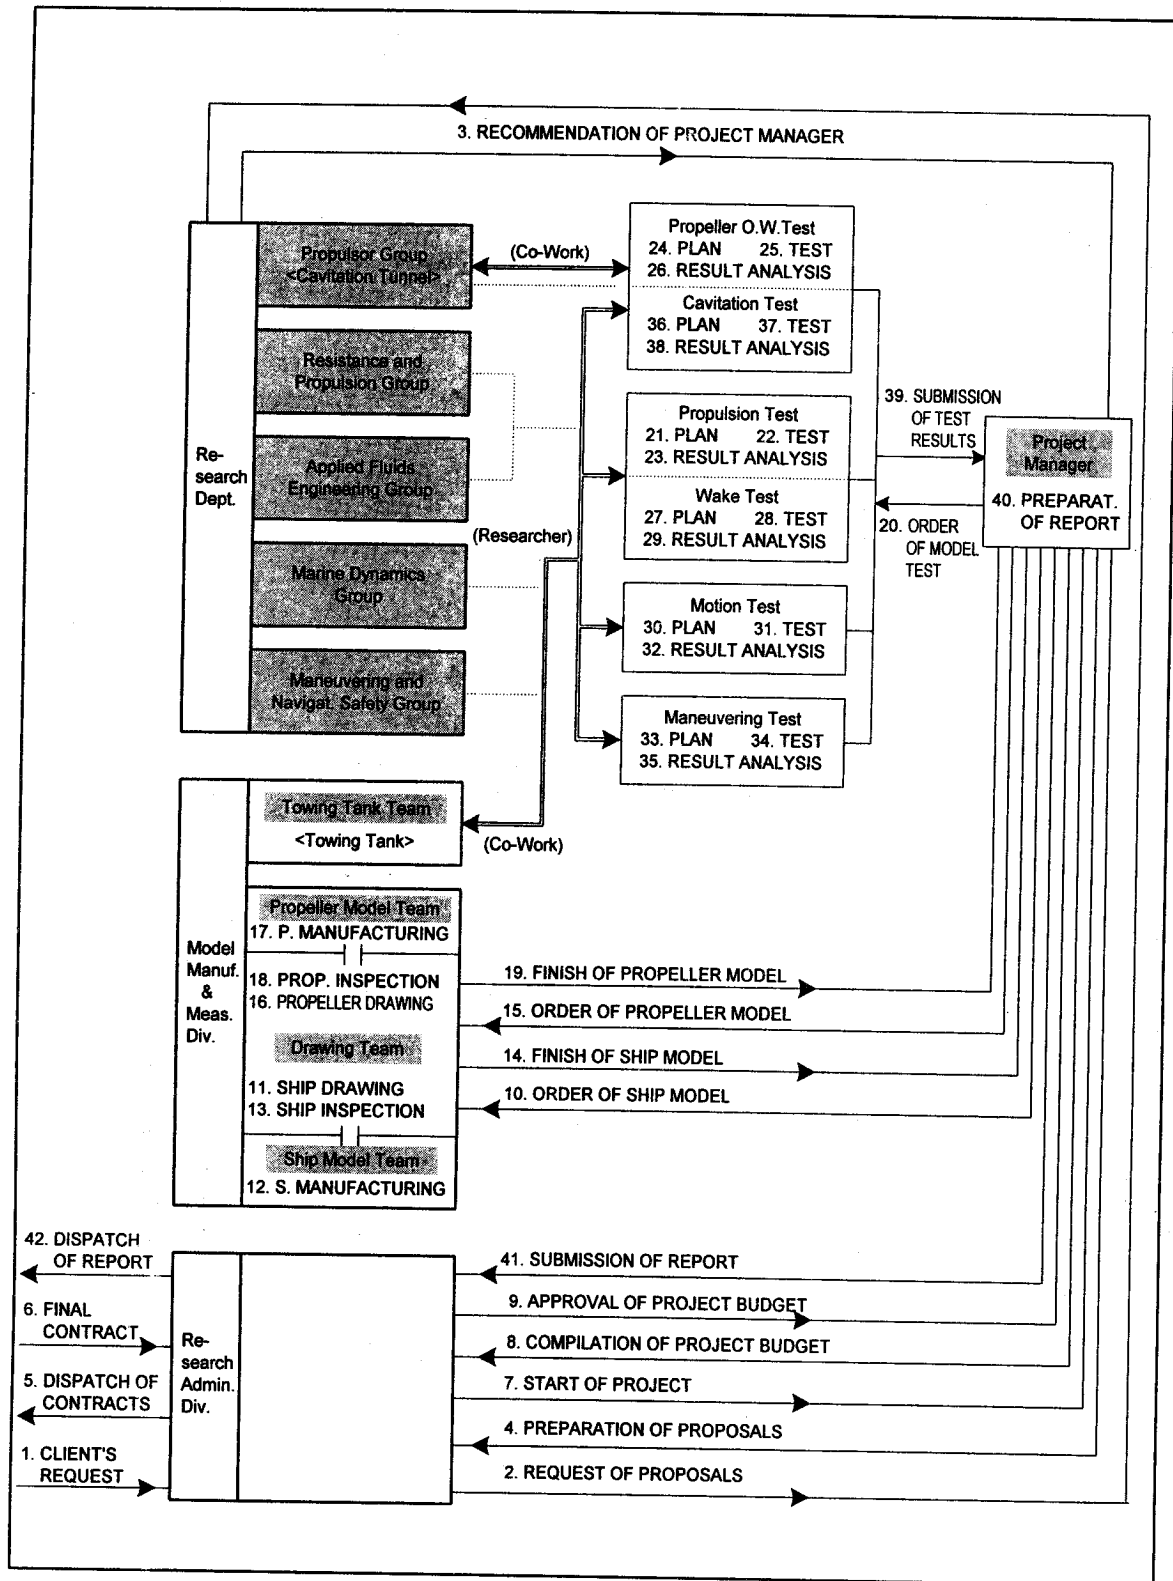 3. RECOMMENDATION OF PROJECT MANAGER
Re-
search
Dept.
Propulsor Group
<Cavitation Tunnel>
Resistance and
Propulsion Group
Applied Fluids
Engineering Group
Marine Dynamics
Group
Maneuvering and
Navigat. Safety Group
(Co-Work)
(Researcher)
Propeller O.W.Test
24. PLAN 25. TEST
26. RESULT ANALYSIS
Cavitation Test
36. PLAN 37. TEST
38. RESULT ANALYSIS
Propulsion Test
21. PLAN 22. TEST
23. RESULT ANALYSIS
Wake Test
27. PLAN 28. TEST
29. RESULT ANALYSIS
Motion Test
30. PLAN 31. TEST
32. RESULT ANALYSIS
Maneuvering Test
33. PLAN 34. TEST
35. RESULT ANALYSIS
39. SUBMISSION
OF TEST
RESULTS
20. ORDER
OF MODEL
TEST
Project
Manager
40. PREPARAT.
OF REPORT
Model
Manuf.
&
Meas.
Div.
Towing Tank Team
<Towing Tank>
(Co-Work)
Propeller Model Team
17. P. MANUFACTURING
18. PROP. INSPECTION
16. PROPELLER DRAWING
Drawing Team
11. SHIP DRAWING
13. SHIP INSPECTION
Ship Model Team
12. S. MANUFACTURING
19. FINISH OF PROPELLER MODEL
15. ORDER OF PROPELLER MODEL
14. FINISH OF SHIP MODEL
10. ORDER OF SHIP MODEL
42. DISPATCH
OF REPORT
6. FINAL
CONTRACT
5. DISPATCH OF
CONTRACTS
1. CLIENT'S
REQUEST
Re-
search
Admin.
Div.
41. SUBMISSION OF REPORT
9. APPROVAL OF PROJECT BUDGET
8. COMPILATION OF PROJECT BUDGET
7. START OF PROJECT
4. PREPARATION OF PROPOSALS
2. REQUEST OF PROPOSALS